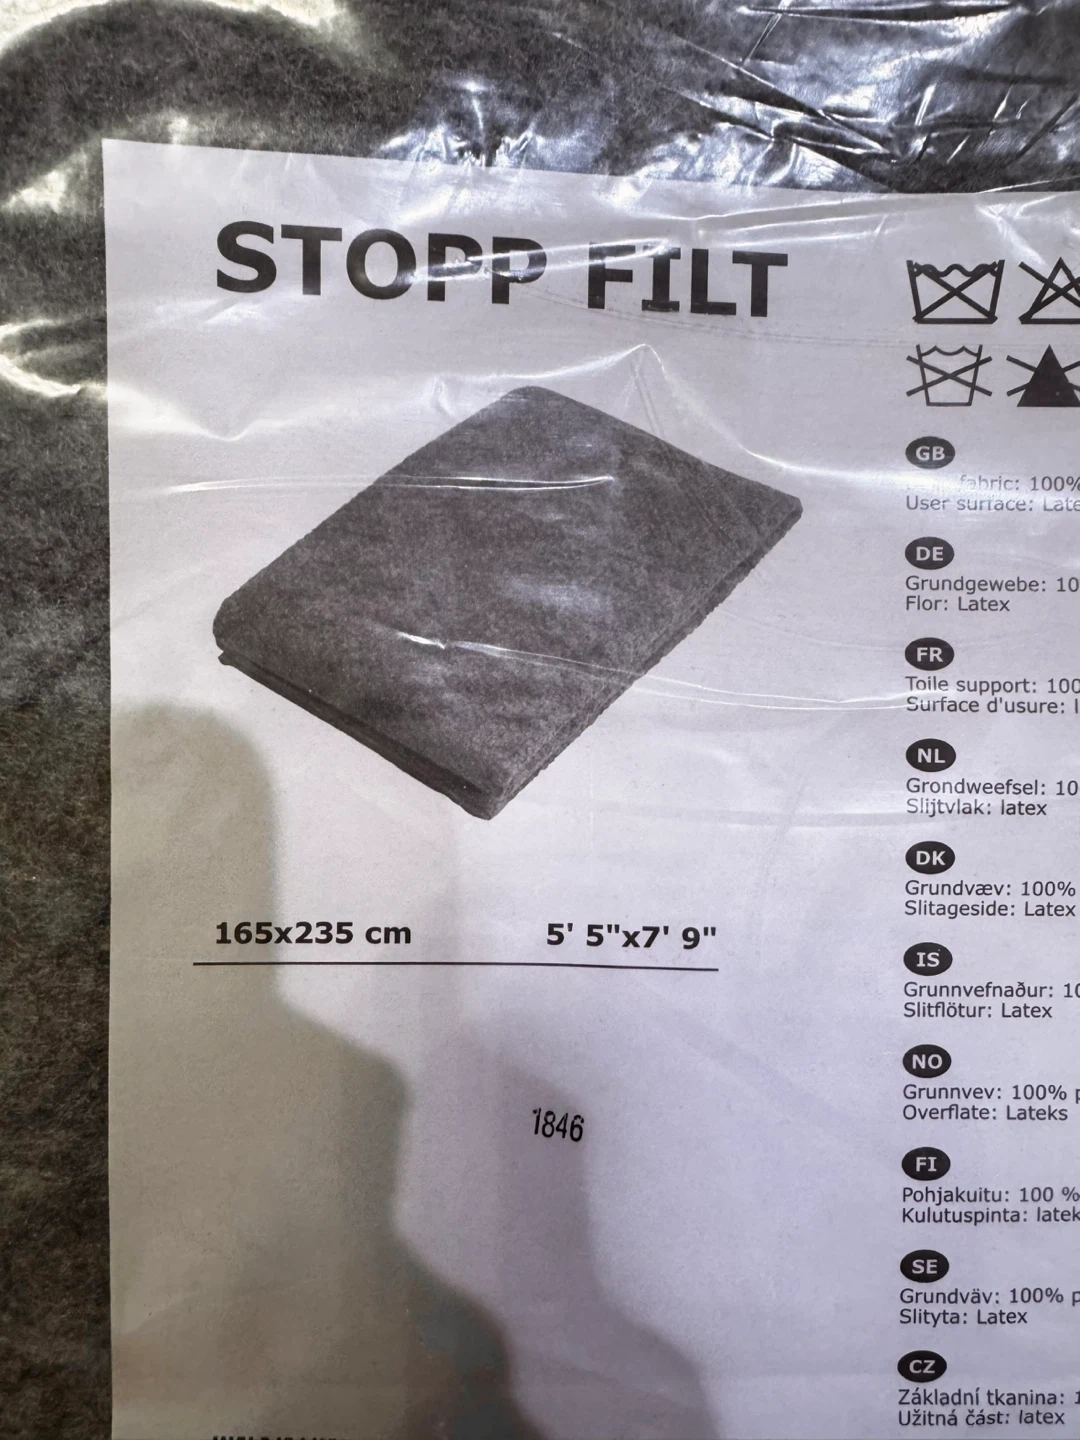 STOPP FILT
GB
fabric: 100%
User surface: Late
DE
Grundgewebe: 10
Flor: Latex
FR
Toile support: 100
Surface d'usure: l
NL
Grondweefsel: 10
Slijtvlak: latex
DK
Grundvæv: 100%
Slitageside: Latex
IS
Grunnvefnaður: 10
Slitflötur: Latex
NO
Grunnvev: 100% p
Overflate: Lateks
FI
Pohjakuitu: 100 %
Kulutuspinta: latek
SE
Grundväv: 100% p
Slityta: Latex
CZ
Základní tkanina: 1
Užitná část: latex
165x235 cm 5' 5"x7' 9"
1846